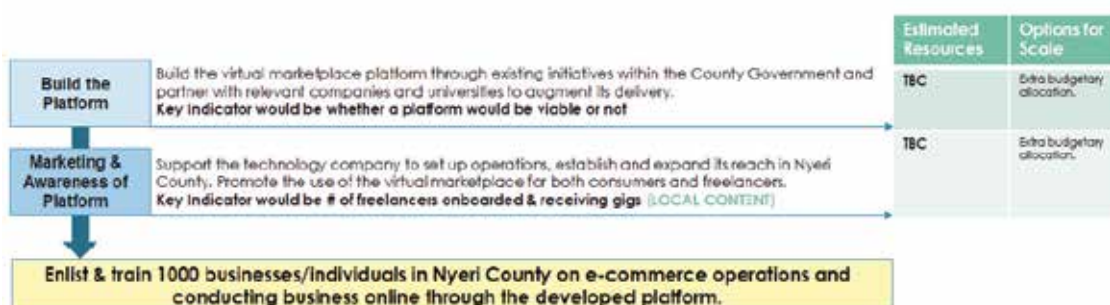 Estimated Resources
Options for Scale
Build the Platform
Build the virtual marketplace platform through existing initiatives within the County Government and
partner with relevant companies and universities to augment its delivery.
Key Indicator would be whether a platform would be viable or not
TBC
Extra budgetary allocation.
Marketing & Awareness of Platform
Support the technology company to set up operations, establish and expand its reach in Nyeri
County. Promote the use of the virtual marketplace for both consumers and freelancers.
Key Indicator would be # of freelancers onboarded & receiving gigs (LOCAL CONTENT)
TBC
Extra budgetary allocation.
Enlist & train 1000 businesses/individuals in Nyeri County on e-commerce operations and
conducting business online through the developed platform.